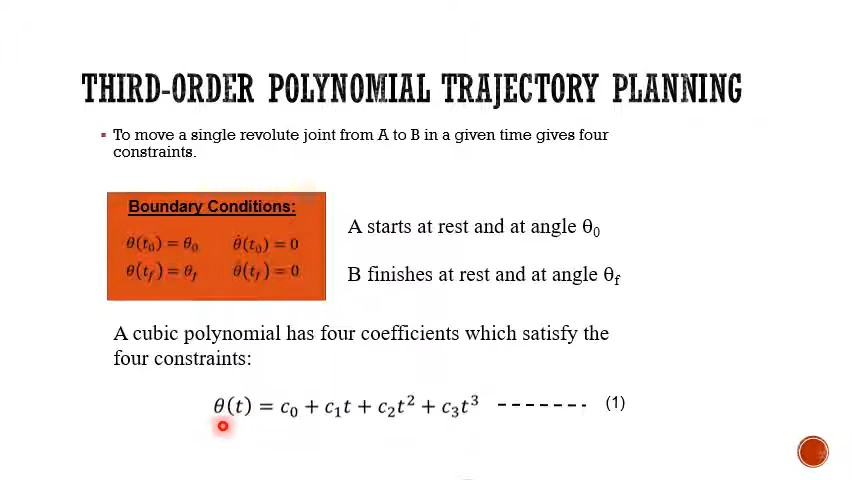 THIRD-ORDER POLYNOMIAL TRAJECTORY PLANNING
▪ To move a single revolute joint from A to B in a given time gives four
constraints.
Boundary Conditions:
θ(t₀) = θ₀ θ̇(t₀) = 0
θ(t_f) = θ_f θ̇(t_f) = 0
A starts at rest and at angle θ₀
B finishes at rest and at angle θ_f
A cubic polynomial has four coefficients which satisfy the
four constraints:
θ(t) = c₀ + c₁t + c₂t² + c₃t³ - - - - - - - (1)